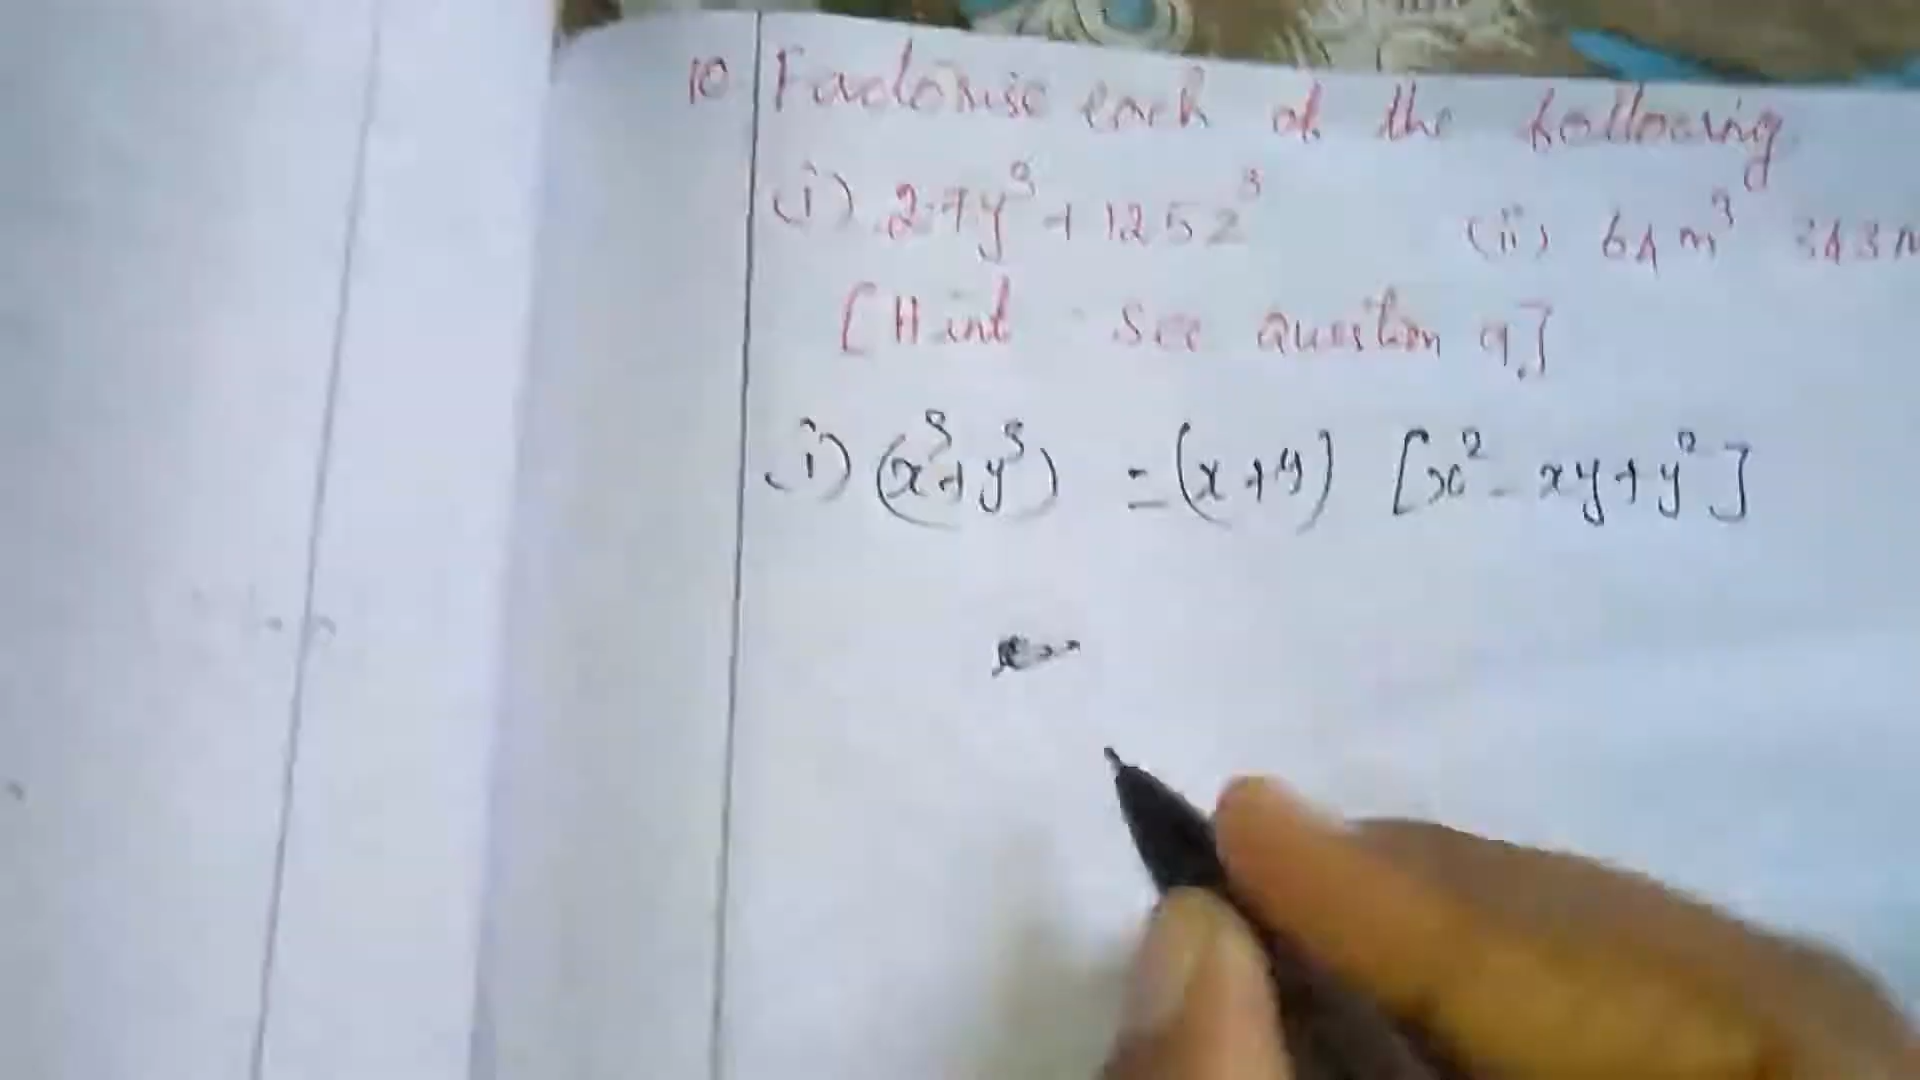 10 Factorise each of the following
(i) 27y³ + 125z³ (ii) 64m³ 343n
[Hint : See question 9.]
(i) (x³+y³) = (x+y) [x² - xy + y²]